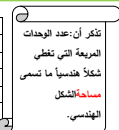 تذكر أن:عدد الوحدات
المربعة التي تغطي
شكلاً هندسياً ما تسمى
مساحةالشكل
الهندسي.